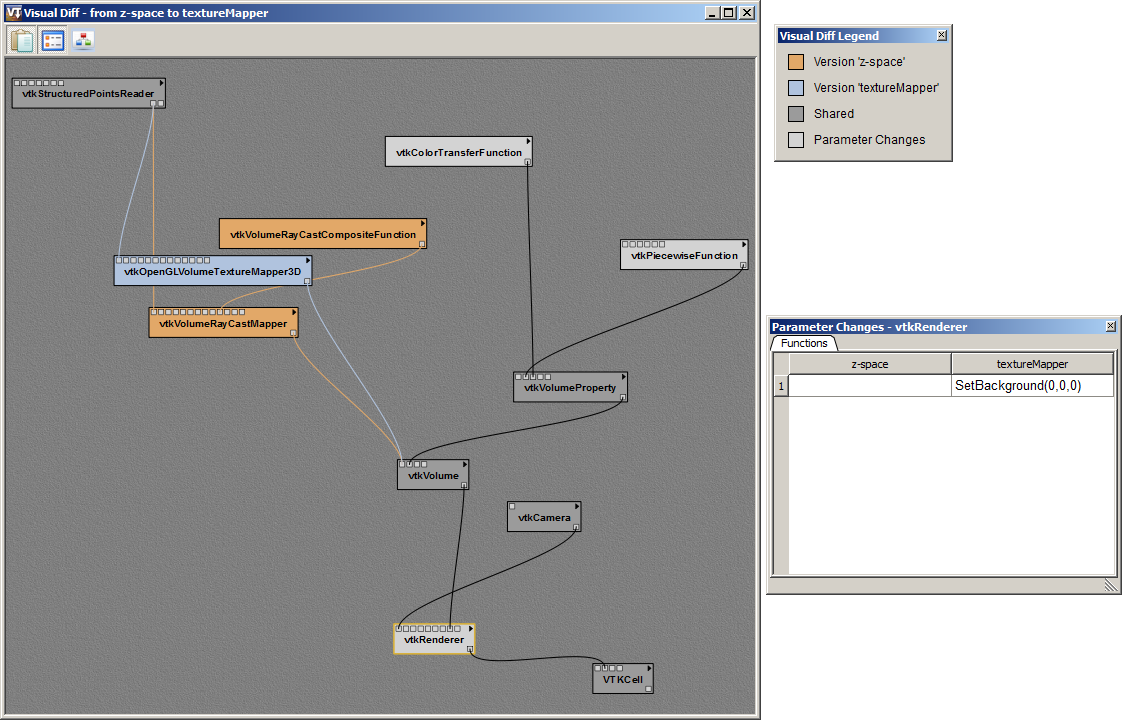 VT Visual Diff - from z-space to textureMapper
vtkStructuredPointsReader
vtkColorTransferFunction
vtkVolumeRayCastCompositeFunction
vtkPiecewiseFunction
vtkOpenGLVolumeTextureMapper3D
vtkVolumeRayCastMapper
vtkVolumeProperty
vtkVolume
vtkCamera
vtkRenderer
VTKCell
Visual Diff Legend
Version 'z-space'
Version 'textureMapper'
Shared
Parameter Changes
Parameter Changes - vtkRenderer
Functions
z-space textureMapper
1 SetBackground(0,0,0)